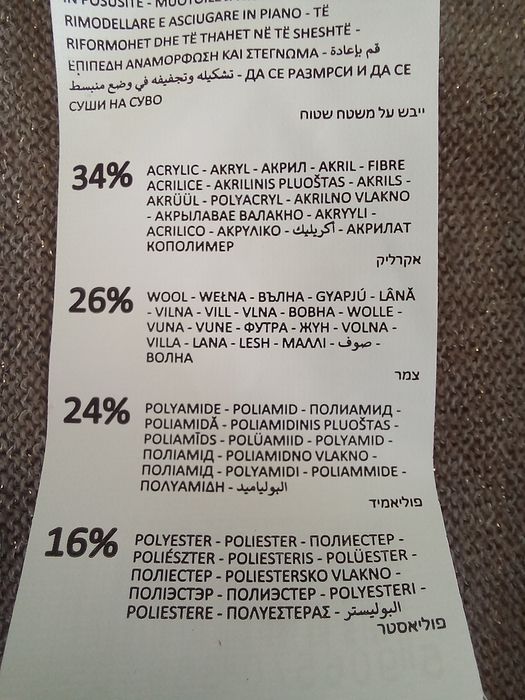 RIMODELLARE E ASCIUGARE IN PIANO - TË
RIFORMOHET DHE TË THAHET NË TË SHESHTË -
ΕΠΙΠΕΔΗ ΑΝΑΜΟΡΦΩΣΗ ΚΑΙ ΣΤΕΓΝΩΜΑ - قم بإعادة
تشكيله وتجفيفه في وضع منبسط - ДА СЕ РАЗМРСИ И ДА СЕ
СУШИ НА СУВО
ייבש על משטח שטוח
34% ACRYLIC - AKRYL - АКРИЛ - AKRIL - FIBRE
ACRILICE - AKRILINIS PLUOŠTAS - AKRILS -
AKRÜÜL - POLYACRYL - AKRILNO VLAKNO
- АКРЫЛАВАЕ ВАЛАКНО - AKRYYLI -
ACRILICO - ΑΚΡΥΛΙΚΟ - أكريليك - АКРИЛАТ
КОПОЛИМЕР
אקרליק
26% WOOL - WEŁNA - ВЪЛНА - GYAPJÚ - LÂNĂ
- VILNA - VILL - VLNA - ВОВНА - WOLLE -
VUNA - VUNE - ФУТРА - ЖҮН - VOLNA -
VILLA - LANA - LESH - ΜΑΛΛΙ - صوف -
ВОЛНА
צמר
24% POLYAMIDE - POLIAMID - ПОЛИАМИД -
POLIAMIDĂ - POLIAMIDINIS PLUOŠTAS -
POLIAMĪDS - POLÜAMIID - POLYAMID -
ПОЛІАМІД - POLIAMIDNO VLAKNO -
ПОЛІАМІД - POLYAMIDI - POLIAMMIDE -
ΠΟΛΥΑΜΙΔΗ - البولياميد
פוליאמיד
16% POLYESTER - POLIESTER - ПОЛИЕСТЕР -
POLIÉSZTER - POLIESTERIS - POLÜESTER -
ПОЛІЕСТЕР - POLIESTERSKO VLAKNO -
ПОЛІЭСТЭР - ПОЛИЭСТЕР - POLYESTERI -
POLIESTERE - ΠΟΛΥΕΣΤΕΡΑΣ - البوليستر
פוליאסטר